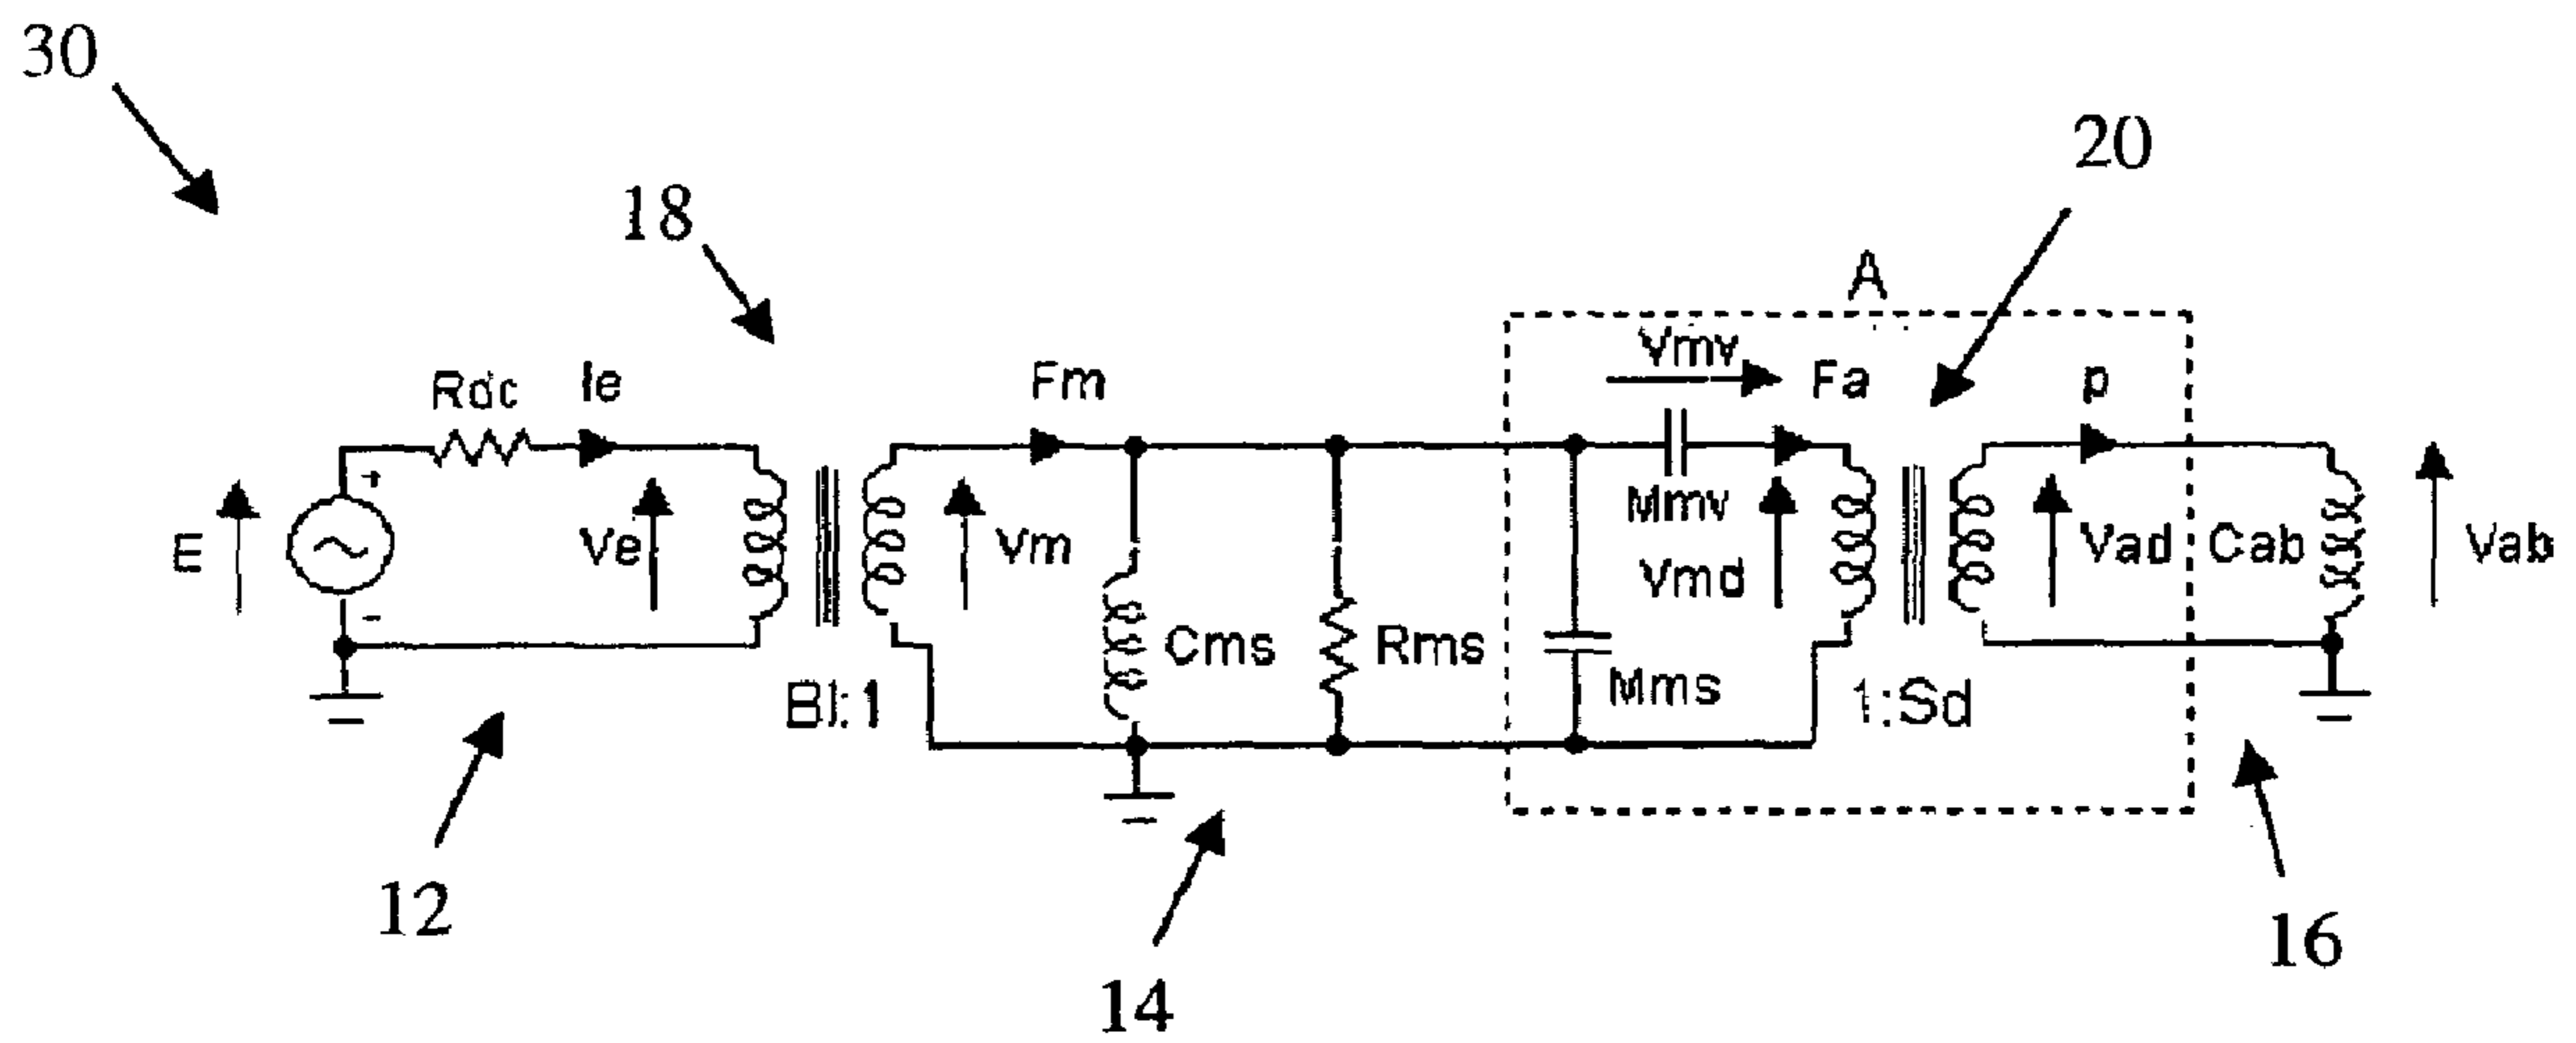 30
18
20
A
Vmv
Rdc
Ie
Fm
Fa
p
+
E
Ve
Vm
Mmv
Vmd
Vad
Cab
Vab
-
Cms
Rms
Mms
Bl:1
1:Sd
12
14
16